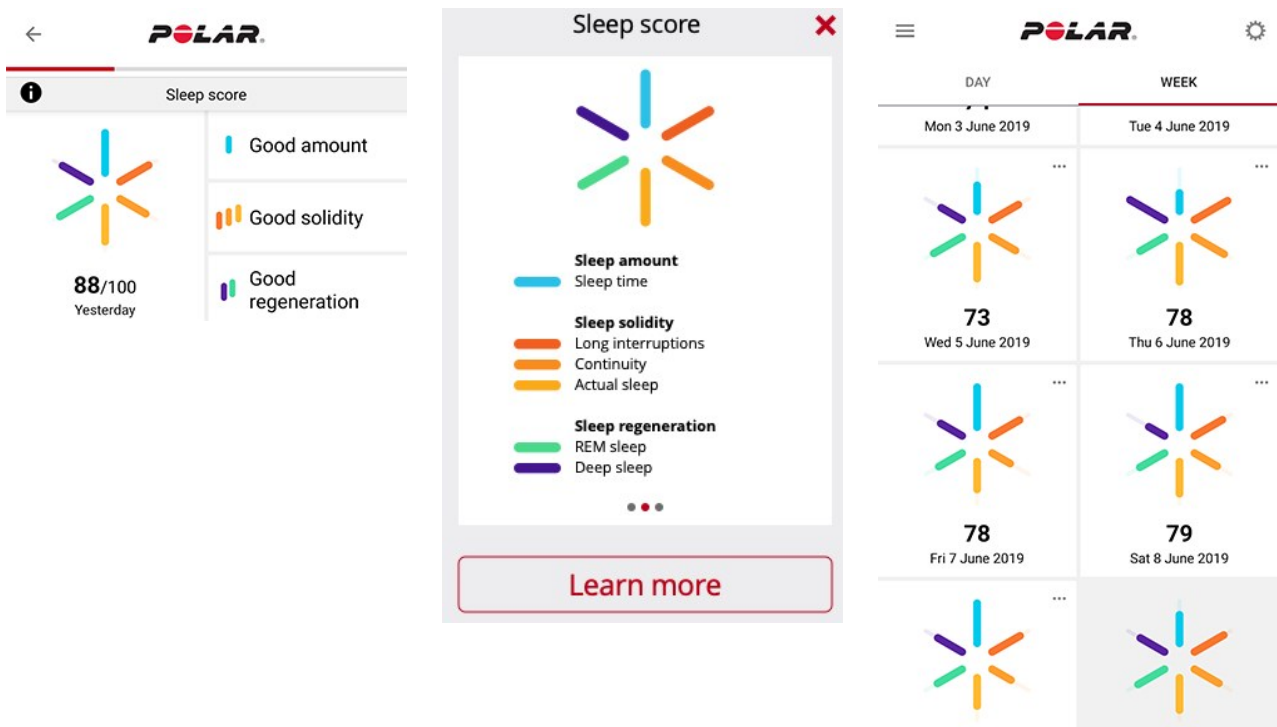 POLAR
Sleep score
Good amount
Good solidity
Good
regeneration
88/100
Yesterday
Sleep score
Sleep amount
Sleep time
Sleep solidity
Long interruptions
Continuity
Actual sleep
Sleep regeneration
REM sleep
Deep sleep
Learn more
POLAR
DAY
WEEK
Mon 3 June 2019
Tue 4 June 2019
73
Wed 5 June 2019
78
Thu 6 June 2019
78
Fri 7 June 2019
79
Sat 8 June 2019